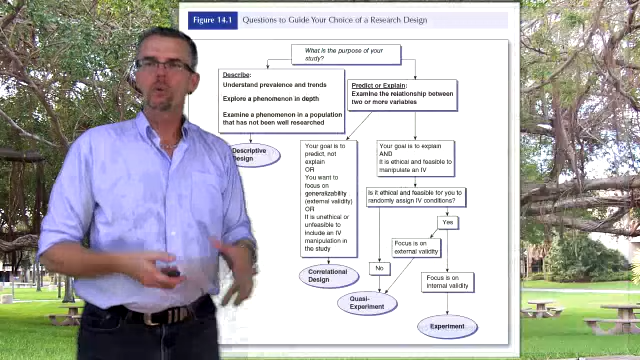 Figure 14.1 Questions to Guide Your Choice of a Research Design
What is the purpose of your
study?
Describe:
Understand prevalence and trends
Explore a phenomenon in depth
Examine a phenomenon in a population
that has not been well researched
Predict or Explain:
Examine the relationship between
two or more variables
Descriptive
Design
Your goal is to
predict, not
explain
OR
You want to
focus on
generalizability
(external validity)
OR
It is unethical or
unfeasible to
include an IV
manipulation in
the study
Your goal is to explain
AND
It is ethical and feasible to
manipulate an IV
Is it ethical and feasible for you to
randomly assign IV conditions?
Yes
Focus is on
external validity
No
Focus is on
internal validity
Correlational
Design
Quasi-
Experiment
Experiment